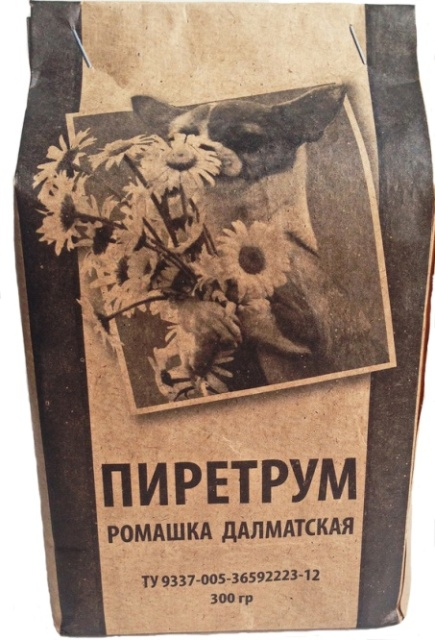 ПИРЕТРУМ
РОМАШКА ДАЛМАТСКАЯ
ТУ 9337-005-36592223-12
300 гр